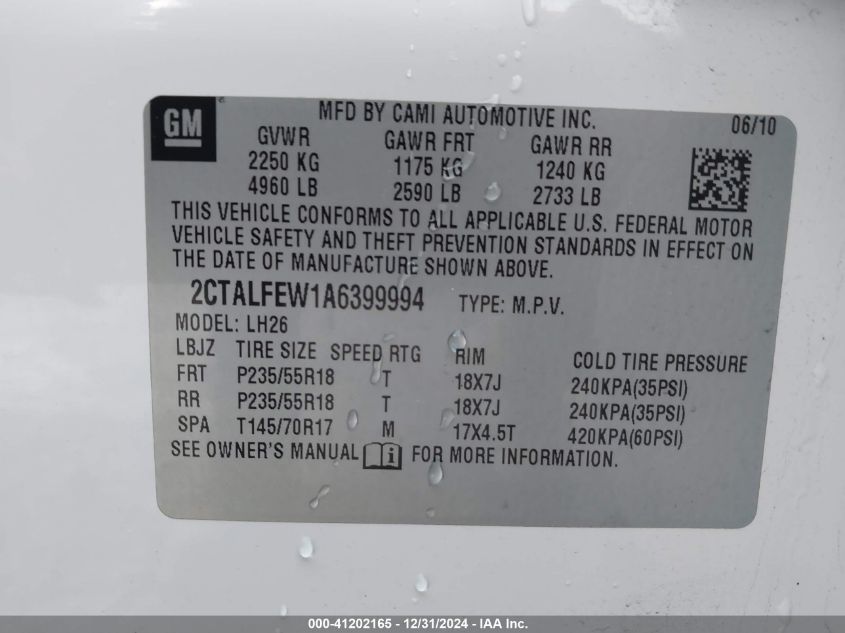 GM
MFD BY CAMI AUTOMOTIVE INC. 06/10
GVWR GAWR FRT GAWR RR
2250 KG 1175 KG 1240 KG
4960 LB 2590 LB 2733 LB
THIS VEHICLE CONFORMS TO ALL APPLICABLE U.S. FEDERAL MOTOR
VEHICLE SAFETY AND THEFT PREVENTION STANDARDS IN EFFECT ON
THE DATE OF MANUFACTURE SHOWN ABOVE.
2CTALFEW1A6399994 TYPE: M.P.V.
MODEL: LH26
LBJZ TIRE SIZE SPEED RTG RIM COLD TIRE PRESSURE
FRT P235/55R18 T 18X7J 240KPA(35PSI)
RR P235/55R18 T 18X7J 240KPA(35PSI)
SPA T145/70R17 M 17X4.5T 420KPA(60PSI)
SEE OWNER'S MANUAL FOR MORE INFORMATION.
000-41202165 - 12/31/2024 - IAA Inc.